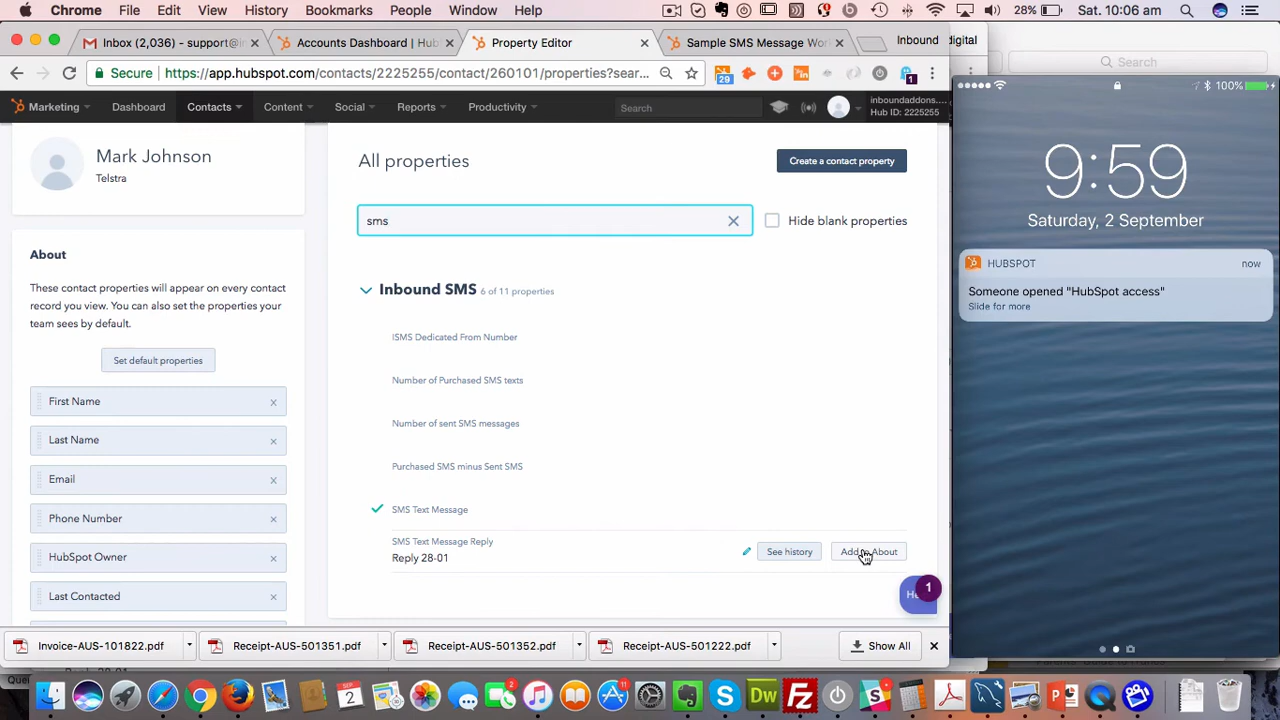 Chrome File Edit View History Bookmarks People Window Help 28% Sat. 10:06 am
Inbox (2,036) - support@i
Accounts Dashboard | Hub
Property Editor
Sample SMS Message Wor
Inbound digital
Secure https://app.hubspot.com/contacts/2225255/contact/260101/properties?sear...
29
1
Search
Marketing Dashboard Contacts Content Social Reports Productivity Search
inboundaddons....
Hub ID: 2225255
100%
Mark Johnson
Telstra
All properties
Create a contact property
sms
Hide blank properties
About
These contact properties will appear on every contact
record you view. You can also set the properties your
team sees by default.
Set default properties
First Name
Last Name
Email
Phone Number
HubSpot Owner
Last Contacted
Inbound SMS 6 of 11 properties
ISMS Dedicated From Number
Number of Purchased SMS texts
Number of sent SMS messages
Purchased SMS minus Sent SMS
SMS Text Message
SMS Text Message Reply
Reply 28-01
See history
Add to About
1
9:59
Saturday, 2 September
HUBSPOT now
Someone opened "HubSpot access"
Slide for more
Invoice-AUS-101822.pdf
Receipt-AUS-501351.pdf
Receipt-AUS-501352.pdf
Receipt-AUS-501222.pdf
Show All